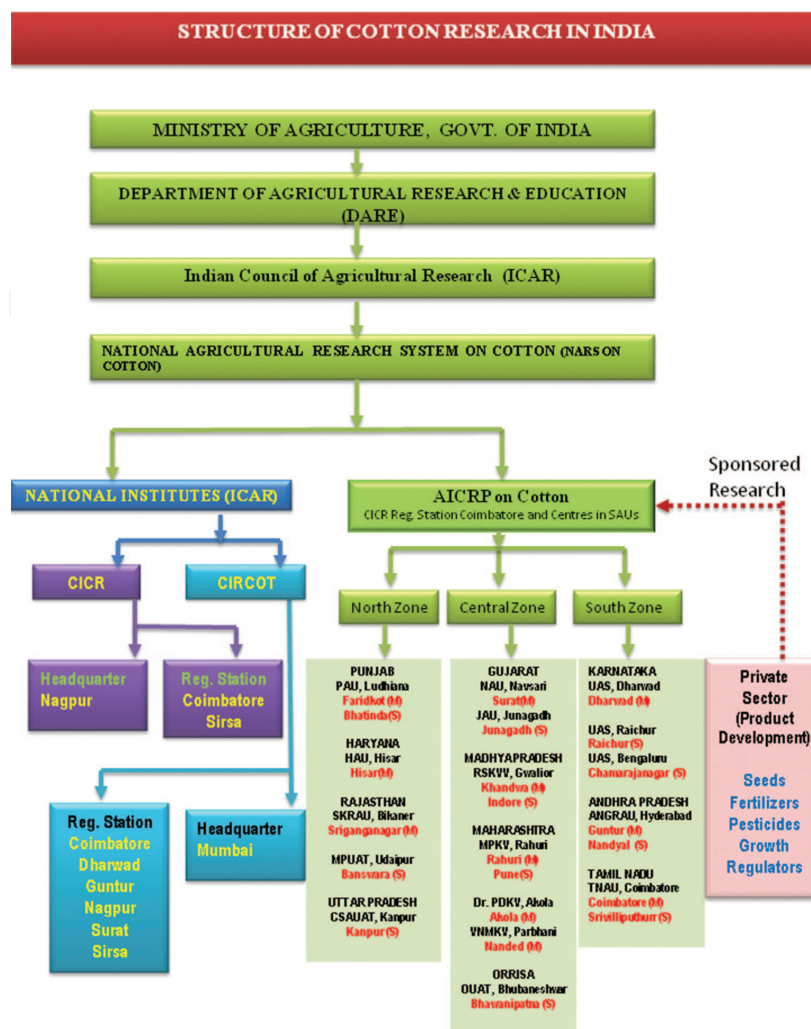 STRUCTURE OF COTTON RESEARCH IN INDIA
MINISTRY OF AGRICULTURE, GOVT. OF INDIA
DEPARTMENT OF AGRICULTURAL RESEARCH & EDUCATION
(DARE)
Indian Council of Agricultural Research (ICAR)
NATIONAL AGRICULTURAL RESEARCH SYSTEM ON COTTON (NARS ON
COTTON)
NATIONAL INSTITUTES (ICAR)
AICRP on Cotton
CICR Reg. Station Coimbatore and Centres in SAUs
Sponsored
Research
CICR
CIRCOT
North Zone
Central Zone
South Zone
Headquarter
Nagpur
Reg. Station
Coimbatore
Sirsa
Reg. Station
Coimbatore
Dharwad
Guntur
Nagpur
Surat
Sirsa
Headquarter
Mumbai
PUNJAB
PAU, Ludhiana
Faridkot (M)
Bhatinda(S)
HARYANA
HAU, Hisar
Hisar(M)
RAJASTHAN
SKRAU, Bikaner
Sriganganagar(M)
MPUAT, Udaipur
Banswara (S)
UTTAR PRADESH
CSAUAT, Kanpur
Kanpur (S)
GUJARAT
NAU, Navsari
Surat(M)
JAU, Junagadh
Junagadh (S)
MADHYA PRADESH
RSKVV, Gwalior
Khandwa (M)
Indore (S)
MAHARASHTRA
MPKV, Rahuri
Rahuri (M)
Pune(S)
Dr. PDKV, Akola
Akola (M)
VNMKV, Parbhani
Nanded (M)
ORRISA
OUAT, Bhubaneshwar
Bhawanipatna (S)
KARNATAKA
UAS, Dharwad
Dharwad (M)
UAS, Raichur
Raichur (S)
UAS, Bengaluru
Chamarajanagar (S)
ANDHRA PRADESH
ANGRAU, Hyderabad
Guntur (M)
Nandyal (S)
TAMIL NADU
TNAU, Coimbatore
Coimbatore (M)
Srivilliputhurr (S)
Private
Sector
(Product
Development)
Seeds
Fertilizers
Pesticides
Growth
Regulators